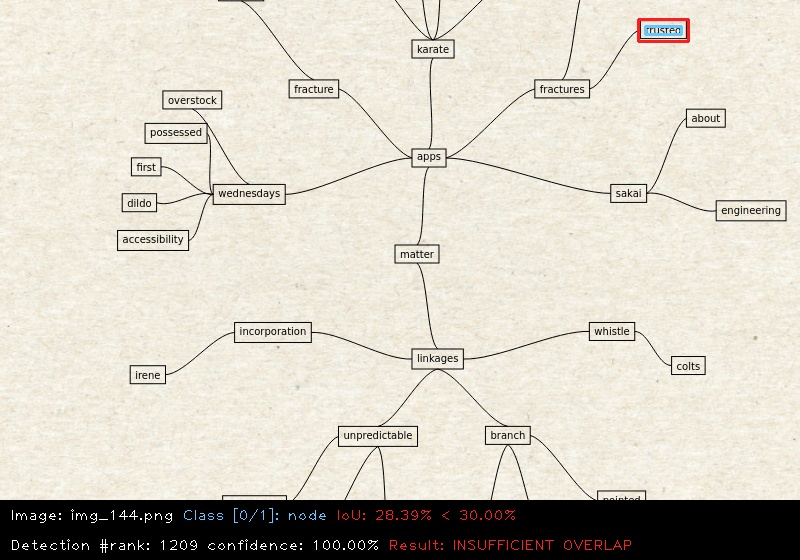 trusted
karate
fracture
fractures
overstock
possessed
about
apps
first
wednesdays
sakai
dildo
engineering
accessibility
matter
incorporation
whistle
linkages
irene
colts
unpredictable
branch
Image: img_144.png Class [0/1]: node IoU: 28.39% < 30.00%
Detection #rank: 1209 confidence: 100.00% Result: INSUFFICIENT OVERLAP